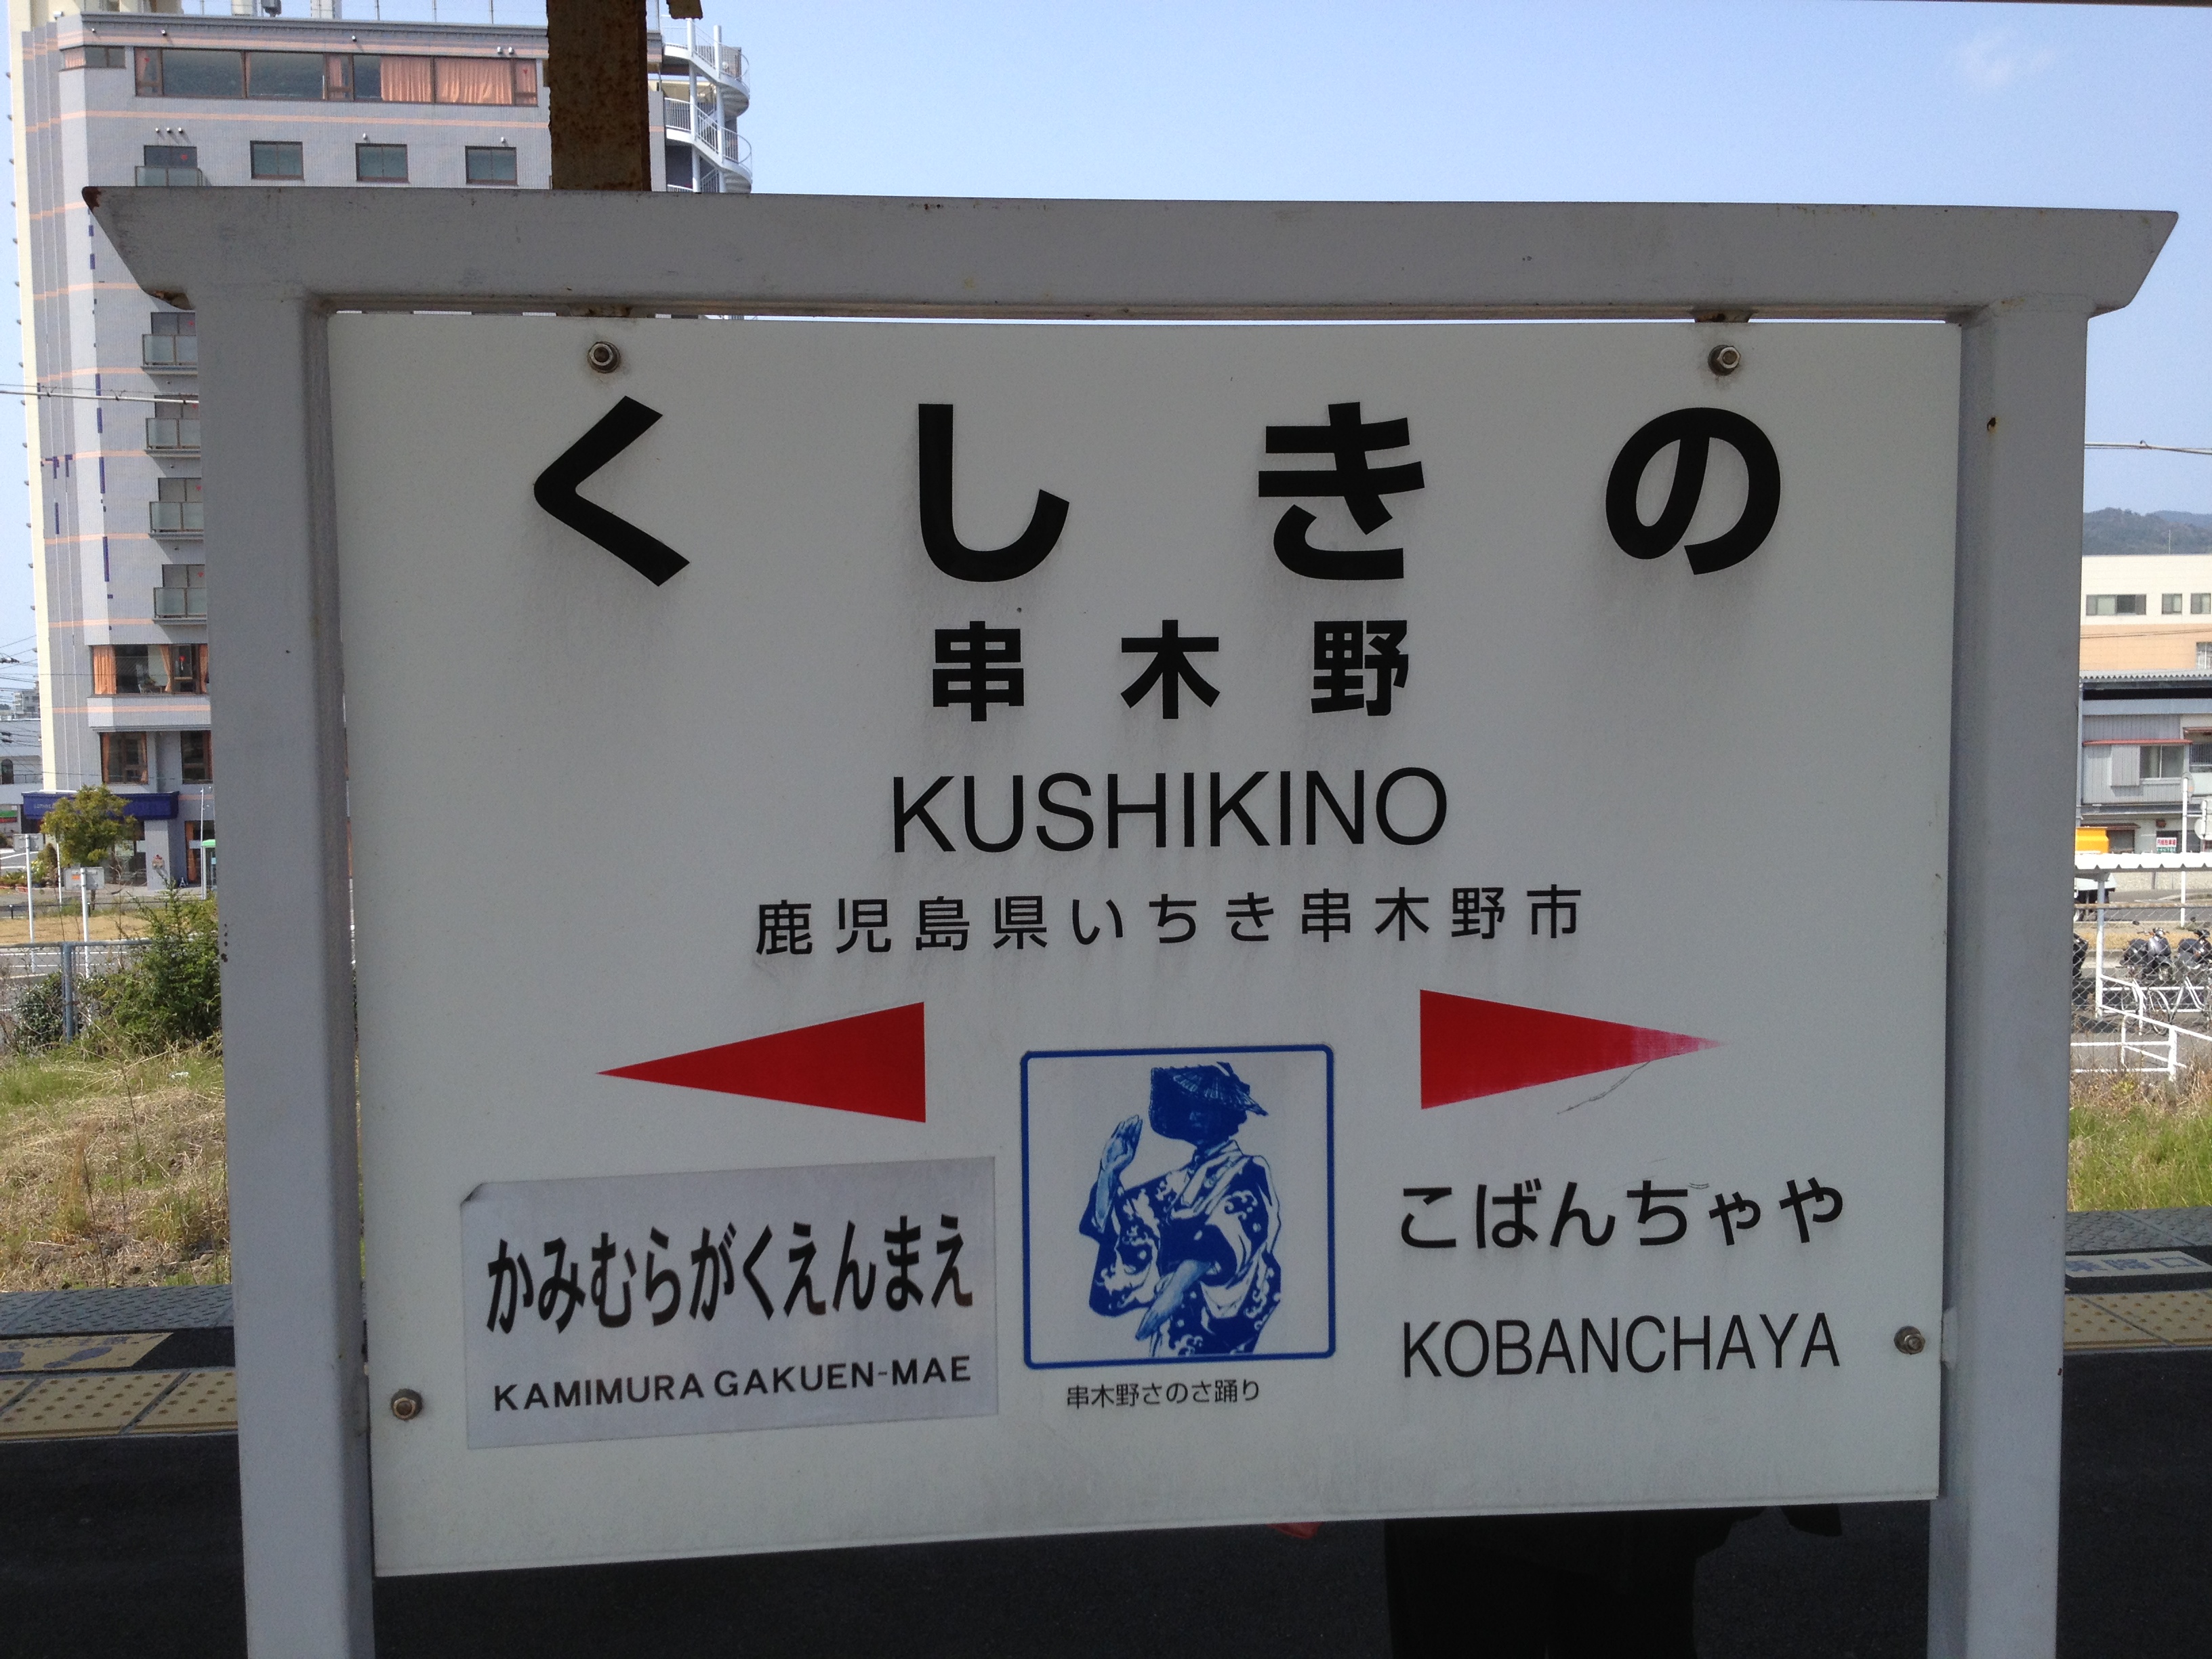 くしきの
串木野
KUSHIKINO
鹿児島県いちき串木野市
かみむらがくえんまえ
KAMIMURA GAKUEN-MAE
串木野さのさ踊り
こばんちゃや
KOBANCHAYA